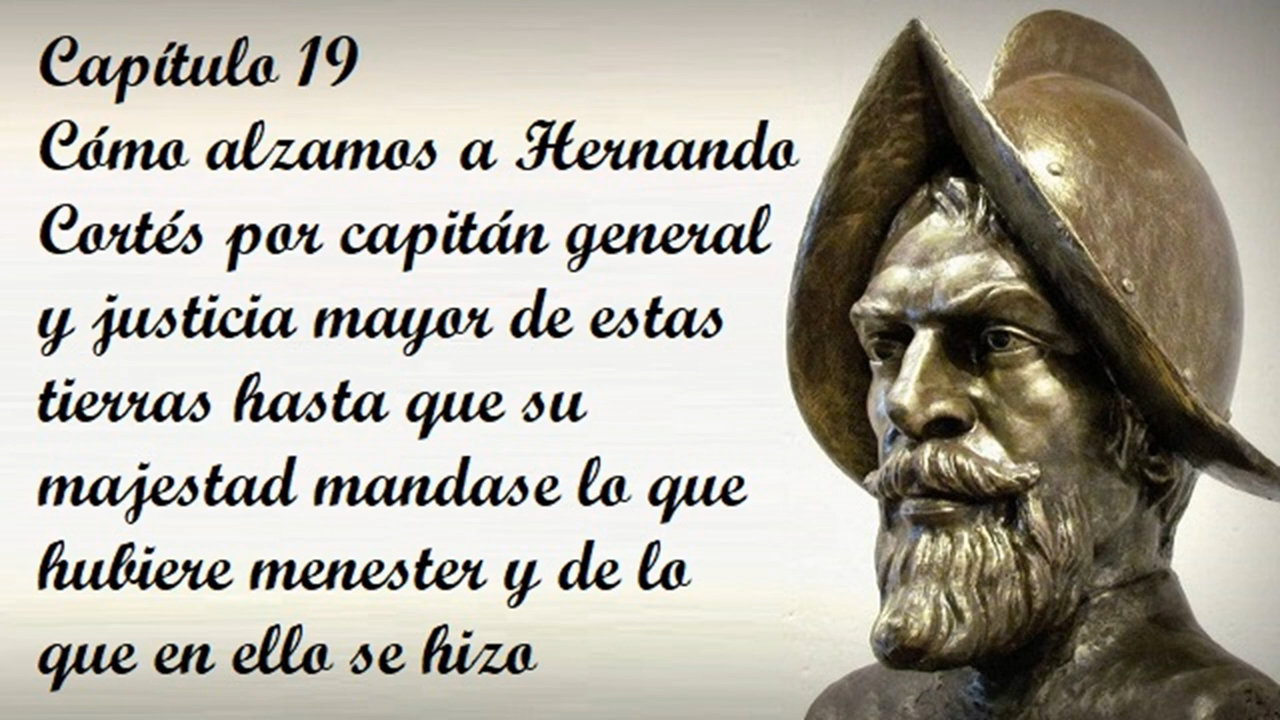 Capítulo 19
Cómo alzamos a Hernando
Cortés por capitán general
y justicia mayor de estas
tierras hasta que su
majestad mandase lo que
hubiere menester y de lo
que en ello se hizo